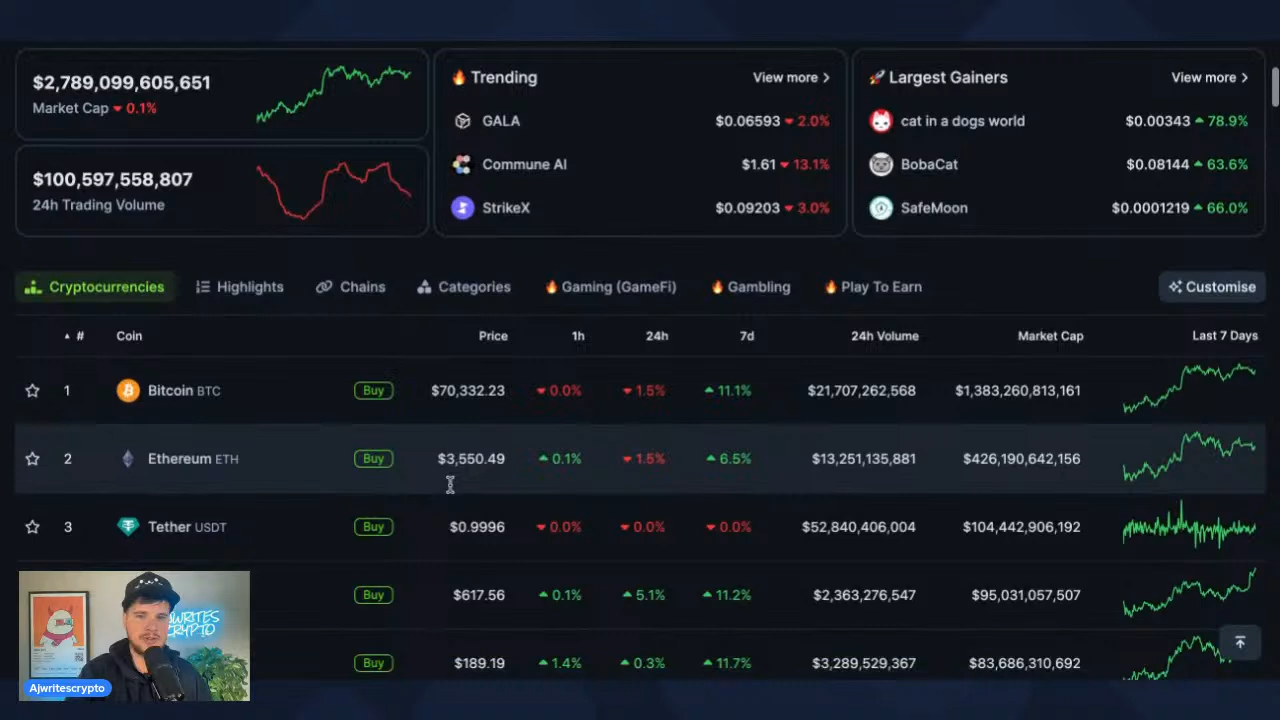 $2,789,099,605,651
Market Cap 0.1%
$100,597,558,807
24h Trading Volume
Trending View more
GALA $0.06593 2.0%
Commune AI $1.61 13.1%
StrikeX $0.09203 3.0%
Largest Gainers View more
cat in a dogs world $0.00343 78.9%
BobaCat $0.08144 63.6%
SafeMoon $0.0001219 66.0%
Cryptocurrencies Highlights Chains Categories Gaming (GameFi) Gambling Play To Earn Customise
# Coin Price 1h 24h 7d 24h Volume Market Cap Last 7 Days
1 Bitcoin BTC Buy $70,332.23 0.0% 1.5% 11.1% $21,707,262,568 $1,383,260,813,161
2 Ethereum ETH Buy $3,550.49 0.1% 1.5% 6.5% $13,251,135,881 $426,190,642,156
3 Tether USDT Buy $0.9996 0.0% 0.0% 0.0% $52,840,406,004 $104,442,906,192
Buy $617.56 0.1% 5.1% 11.2% $2,363,276,547 $95,031,057,507
Buy $189.19 1.4% 0.3% 11.7% $3,289,529,367 $83,686,310,692
Ajwritescrypto